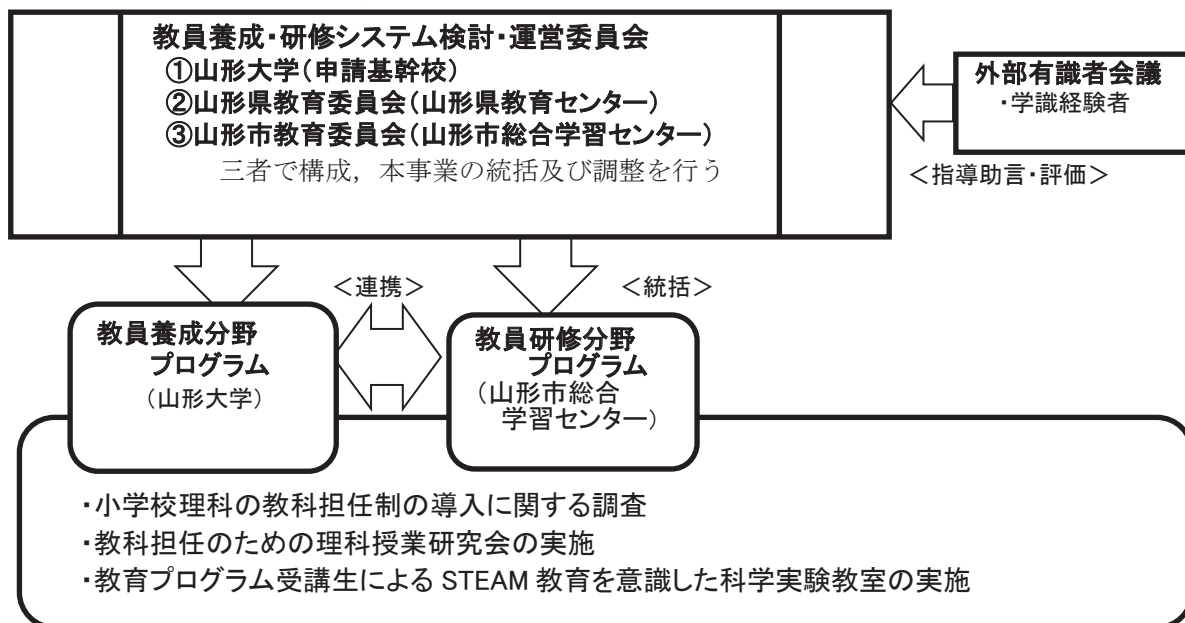 教員養成・研修システム検討・運営委員会
①山形大学(申請基幹校)
②山形県教育委員会(山形県教育センター)
③山形市教育委員会(山形市総合学習センター)
三者で構成，本事業の統括及び調整を行う
外部有識者会議
・学識経験者
＜指導助言・評価＞
＜連携＞
＜統括＞
教員養成分野
プログラム
(山形大学)
教員研修分野
プログラム
(山形市総合
学習センター)
・小学校理科の教科担任制の導入に関する調査
・教科担任のための理科授業研究会の実施
・教育プログラム受講生による STEAM 教育を意識した科学実験教室の実施